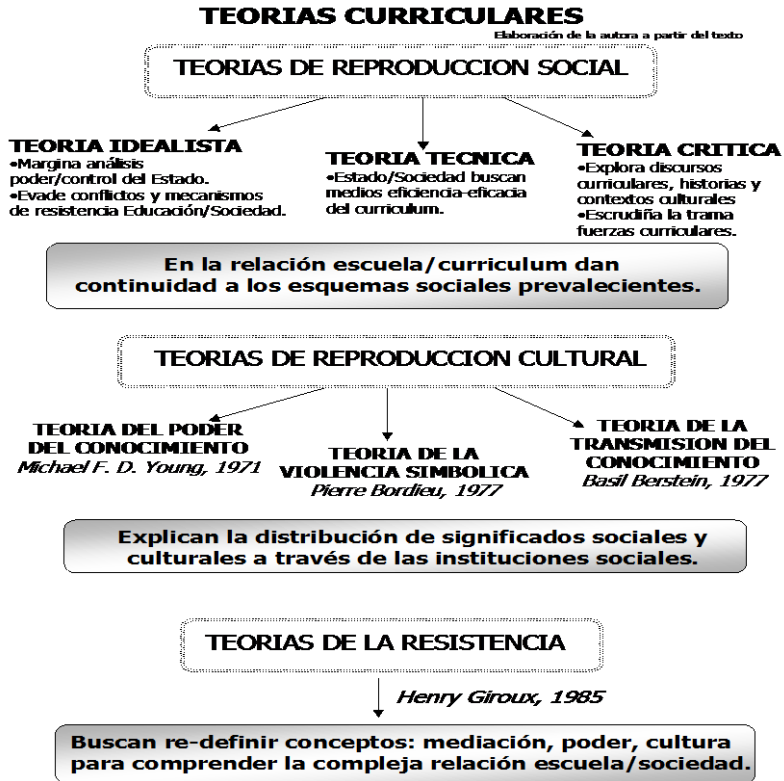 TEORIAS CURRICULARES
Elaboración de la autora a partir del texto
TEORIAS DE REPRODUCCION SOCIAL
TEORIA IDEALISTA
•Margina análisis
poder/control del Estado.
•Evade conflictos y mecanismos
de resistencia Educación/Sociedad.
TEORIA TECNICA
•Estado/Sociedad buscan
medios eficiencia-eficacia
del curriculum.
TEORIA CRITICA
•Explora discursos
curriculares, historias y
contextos culturales
•Escrudiña la trama
fuerzas curriculares.
En la relación escuela/curriculum dan
continuidad a los esquemas sociales prevalecientes.
TEORIAS DE REPRODUCCION CULTURAL
TEORIA DEL PODER
DEL CONOCIMIENTO
Michael F. D. Young, 1971
TEORIA DE LA
VIOLENCIA SIMBOLICA
Pierre Bordieu, 1977
TEORIA DE LA
TRANSMISION DEL
CONOCIMIENTO
Basil Berstein, 1977
Explican la distribución de significados sociales y
culturales a través de las instituciones sociales.
TEORIAS DE LA RESISTENCIA
Henry Giroux, 1985
Buscan re-definir conceptos: mediación, poder, cultura
para comprender la compleja relación escuela/sociedad.